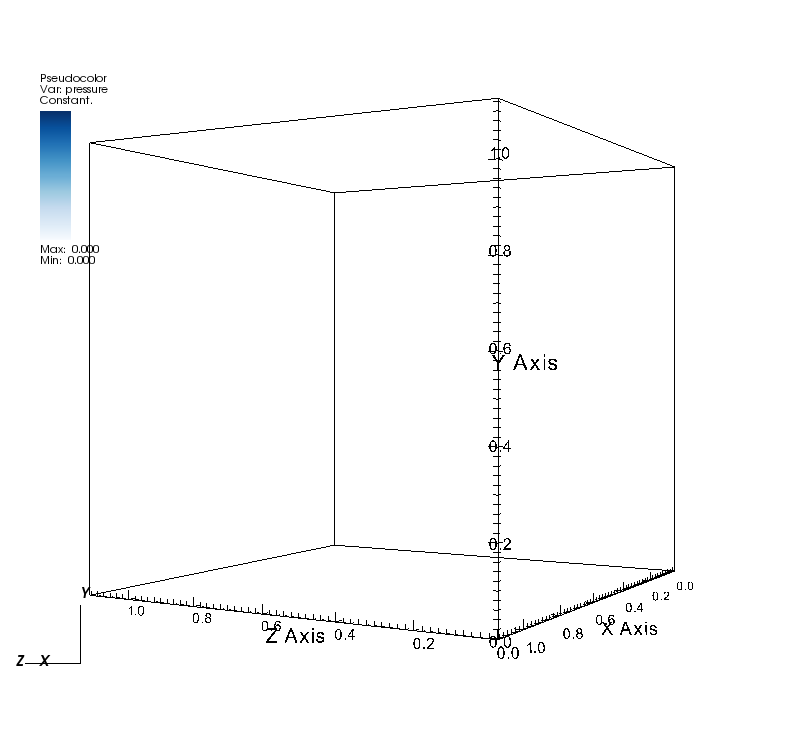 Pseudocolor
Var: pressure
Constant.
Max: 0.000
Min: 0.000
1.0
0.8
0.6
Y Axis
0.4
0.2
0.0
Y
1.0
0.8
0.6
Z Axis
0.4
0.2
0.0
1.0
0.8
0.6
X Axis
0.4
0.2
0.0
Z X